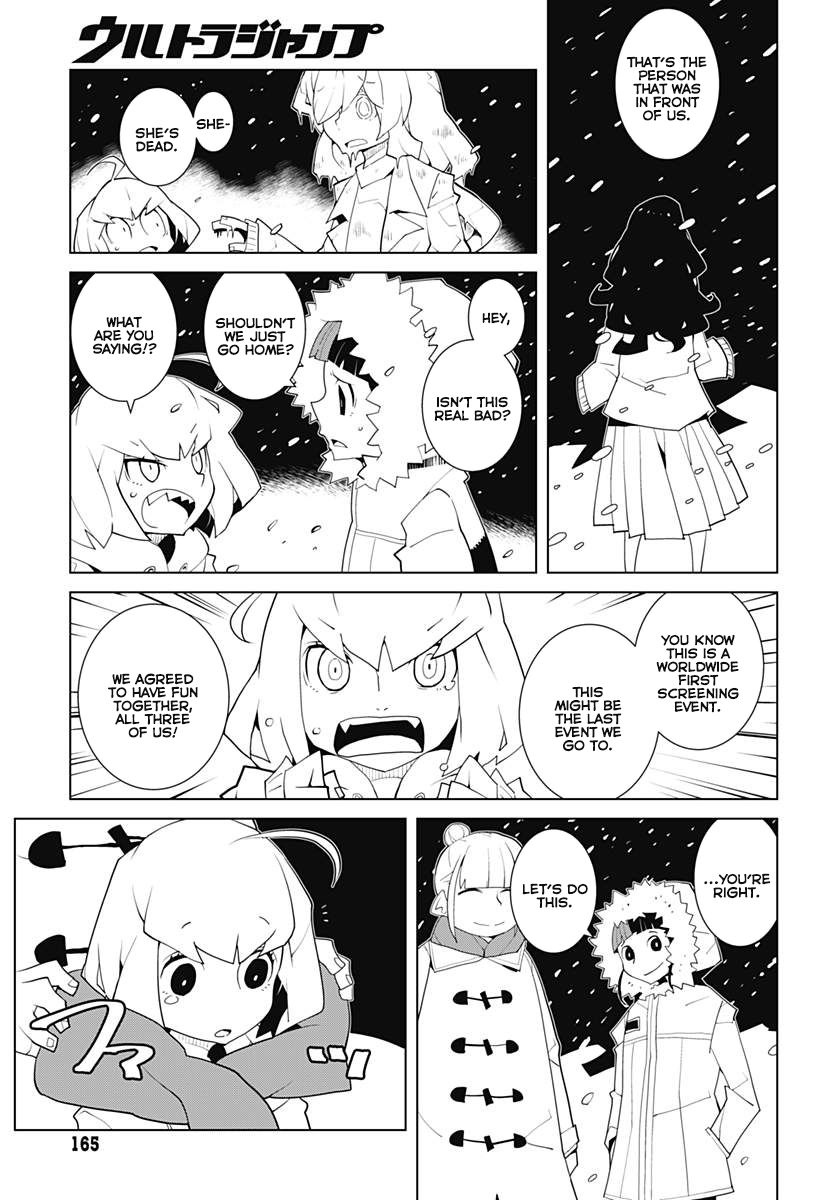 ウルトラジャンプ
THAT'S THE
PERSON
THAT WAS
IN FRONT
OF US.
SHE-
SHE'S
DEAD.
HEY,
ISN'T THIS
REAL BAD?
SHOULDN'T
WE JUST
GO HOME?
WHAT
ARE YOU
SAYING!?
YOU KNOW
THIS IS A
WORLDWIDE
FIRST
SCREENING
EVENT.
THIS
MIGHT BE
THE LAST
EVENT WE
GO TO.
WE AGREED
TO HAVE FUN
TOGETHER,
ALL THREE
OF US!
...YOU'RE
RIGHT.
LET'S DO
THIS.
ファ
165